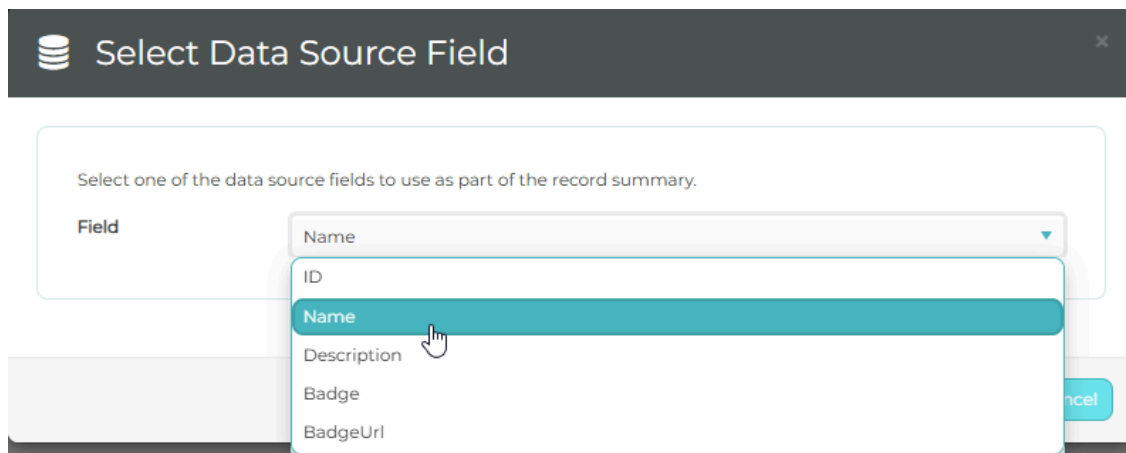 Select Data Source Field
×
Select one of the data source fields to use as part of the record summary.
Field
Name
ID
Name
Description
Badge
BadgeUrl